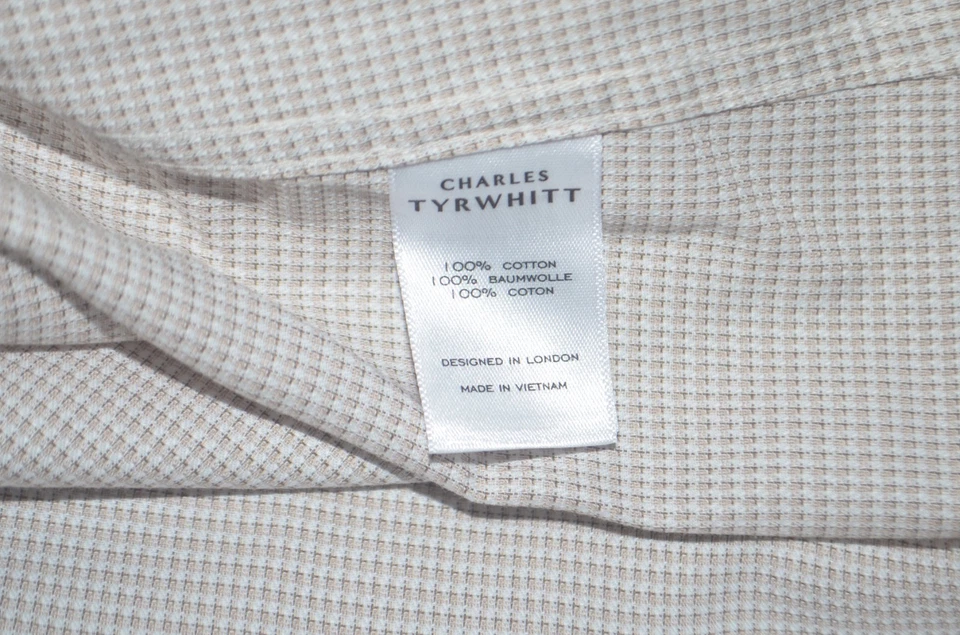 CHARLES
TYRWHITT
100% COTTON
100% BAUMWOLLE
100% COTON
DESIGNED IN LONDON
MADE IN VIETNAM